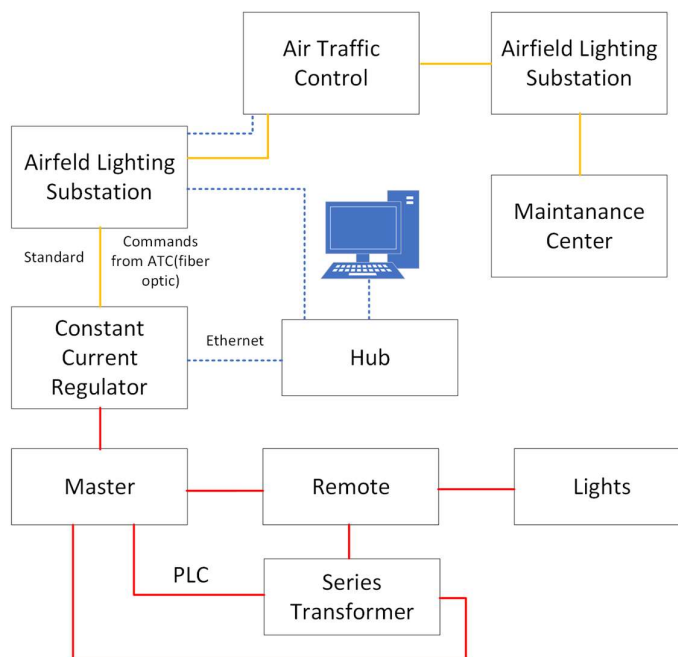 Air Traffic
Control
Airfield Lighting
Substation
Airfeld Lighting
Substation
Maintanance
Center
Standard
Commands
from ATC(fiber
optic)
Constant
Current
Regulator
Ethernet
Hub
Master
Remote
Lights
PLC
Series
Transformer